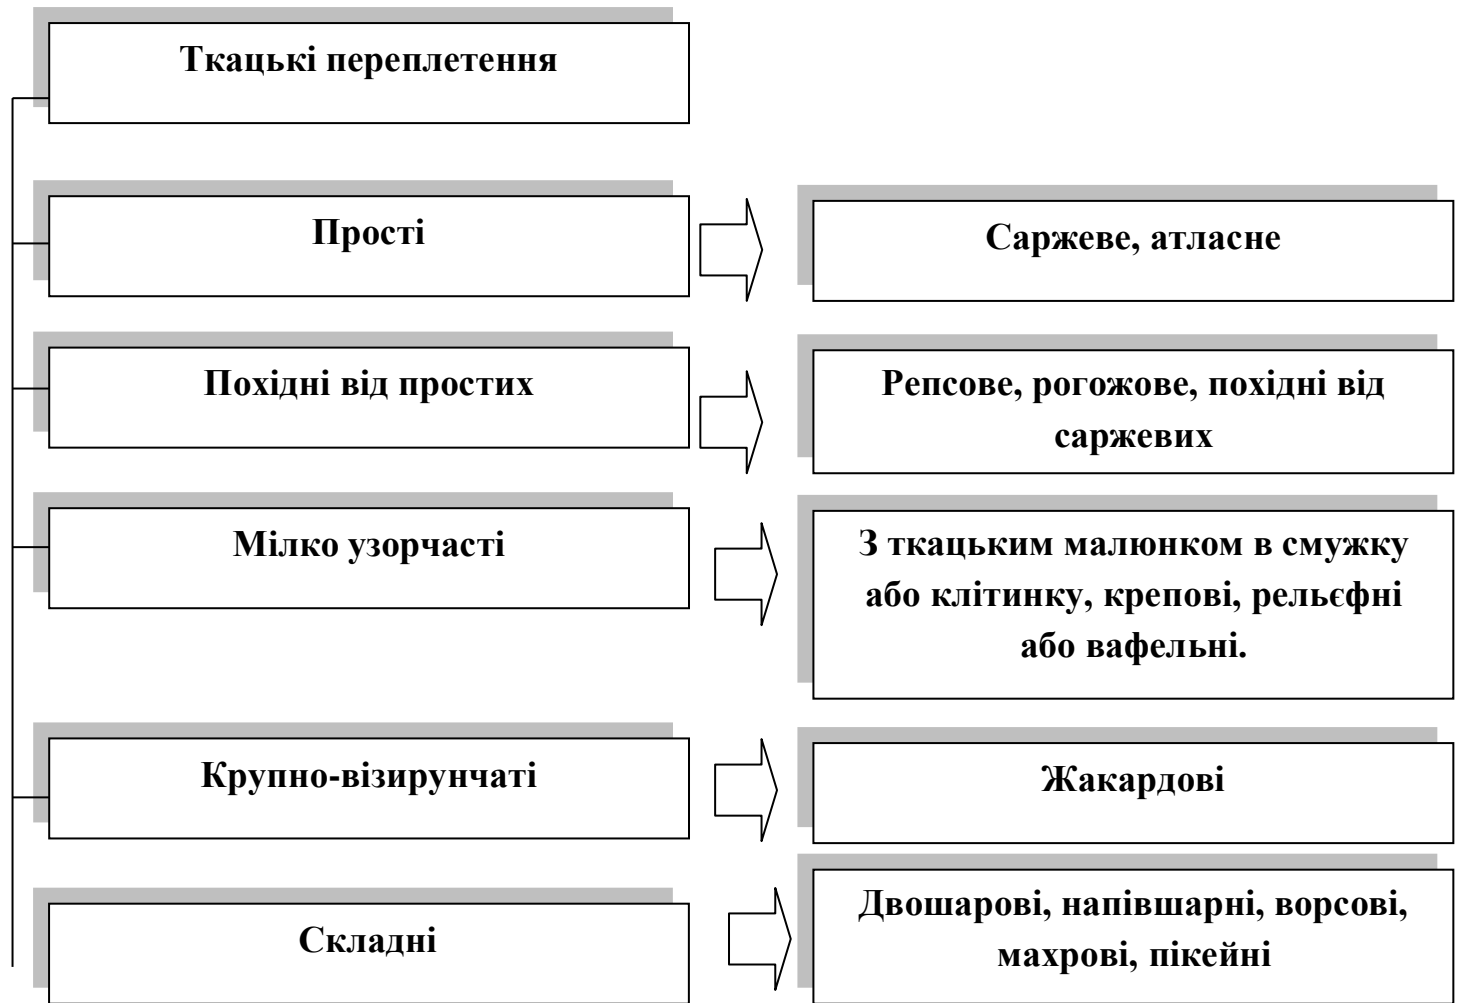 Ткацькі переплетення
Прості
Саржеве, атласне
Похідні від простих
Репсове, рогожове, похідні від
саржевих
Мілко узорчасті
З ткацьким малюнком в смужку
або клітинку, крепові, рельєфні
або вафельні.
Крупно-візирунчаті
Жакардові
Складні
Двошарові, напівшарні, ворсові,
махрові, пікейні